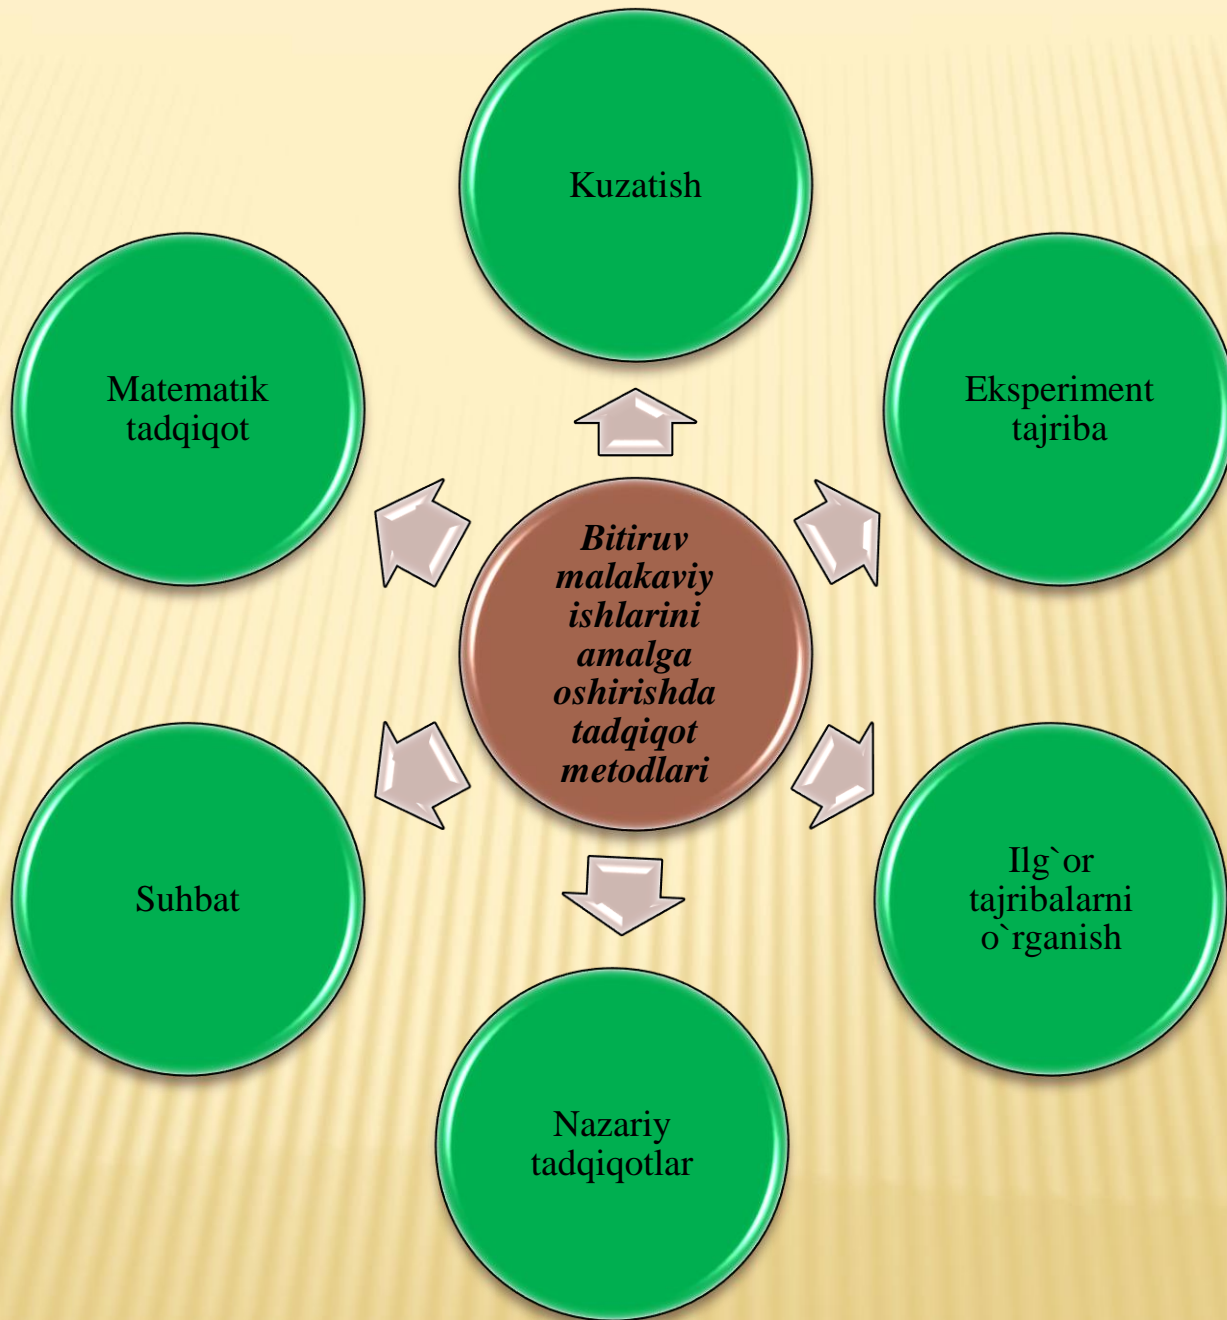 Kuzatish
Matematik
tadqiqot
Eksperiment
tajriba
Bitiruv
malakaviy
ishlarini
amalga
oshirishda
tadqiqot
metodlari
Suhbat
Ilg`or
tajribalarni
o`rganish
Nazariy
tadqiqotlar